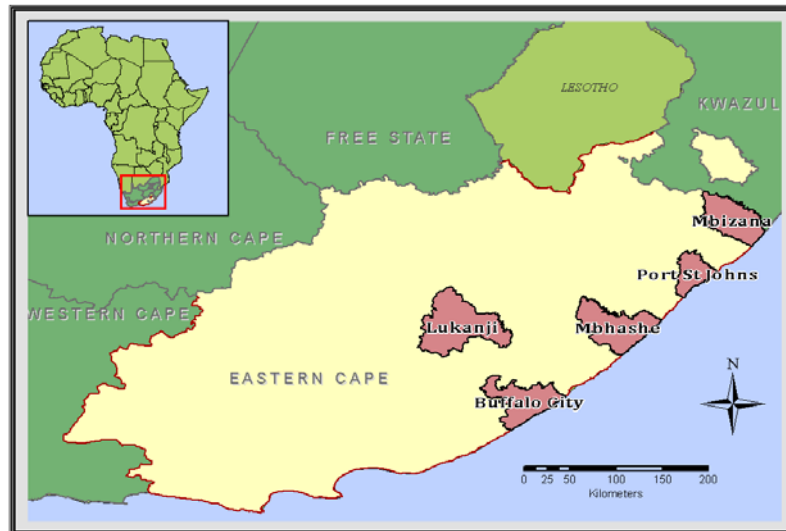 LESOTHO
KWAZUL
FREE STATE
Mbizana
NORTHERN CAPE
Port St Johns
WESTERN CAPE
Lukanji
Mbhashe
EASTERN CAPE
Buffalo City
N
0 25 50 100 150 200
Kilometers